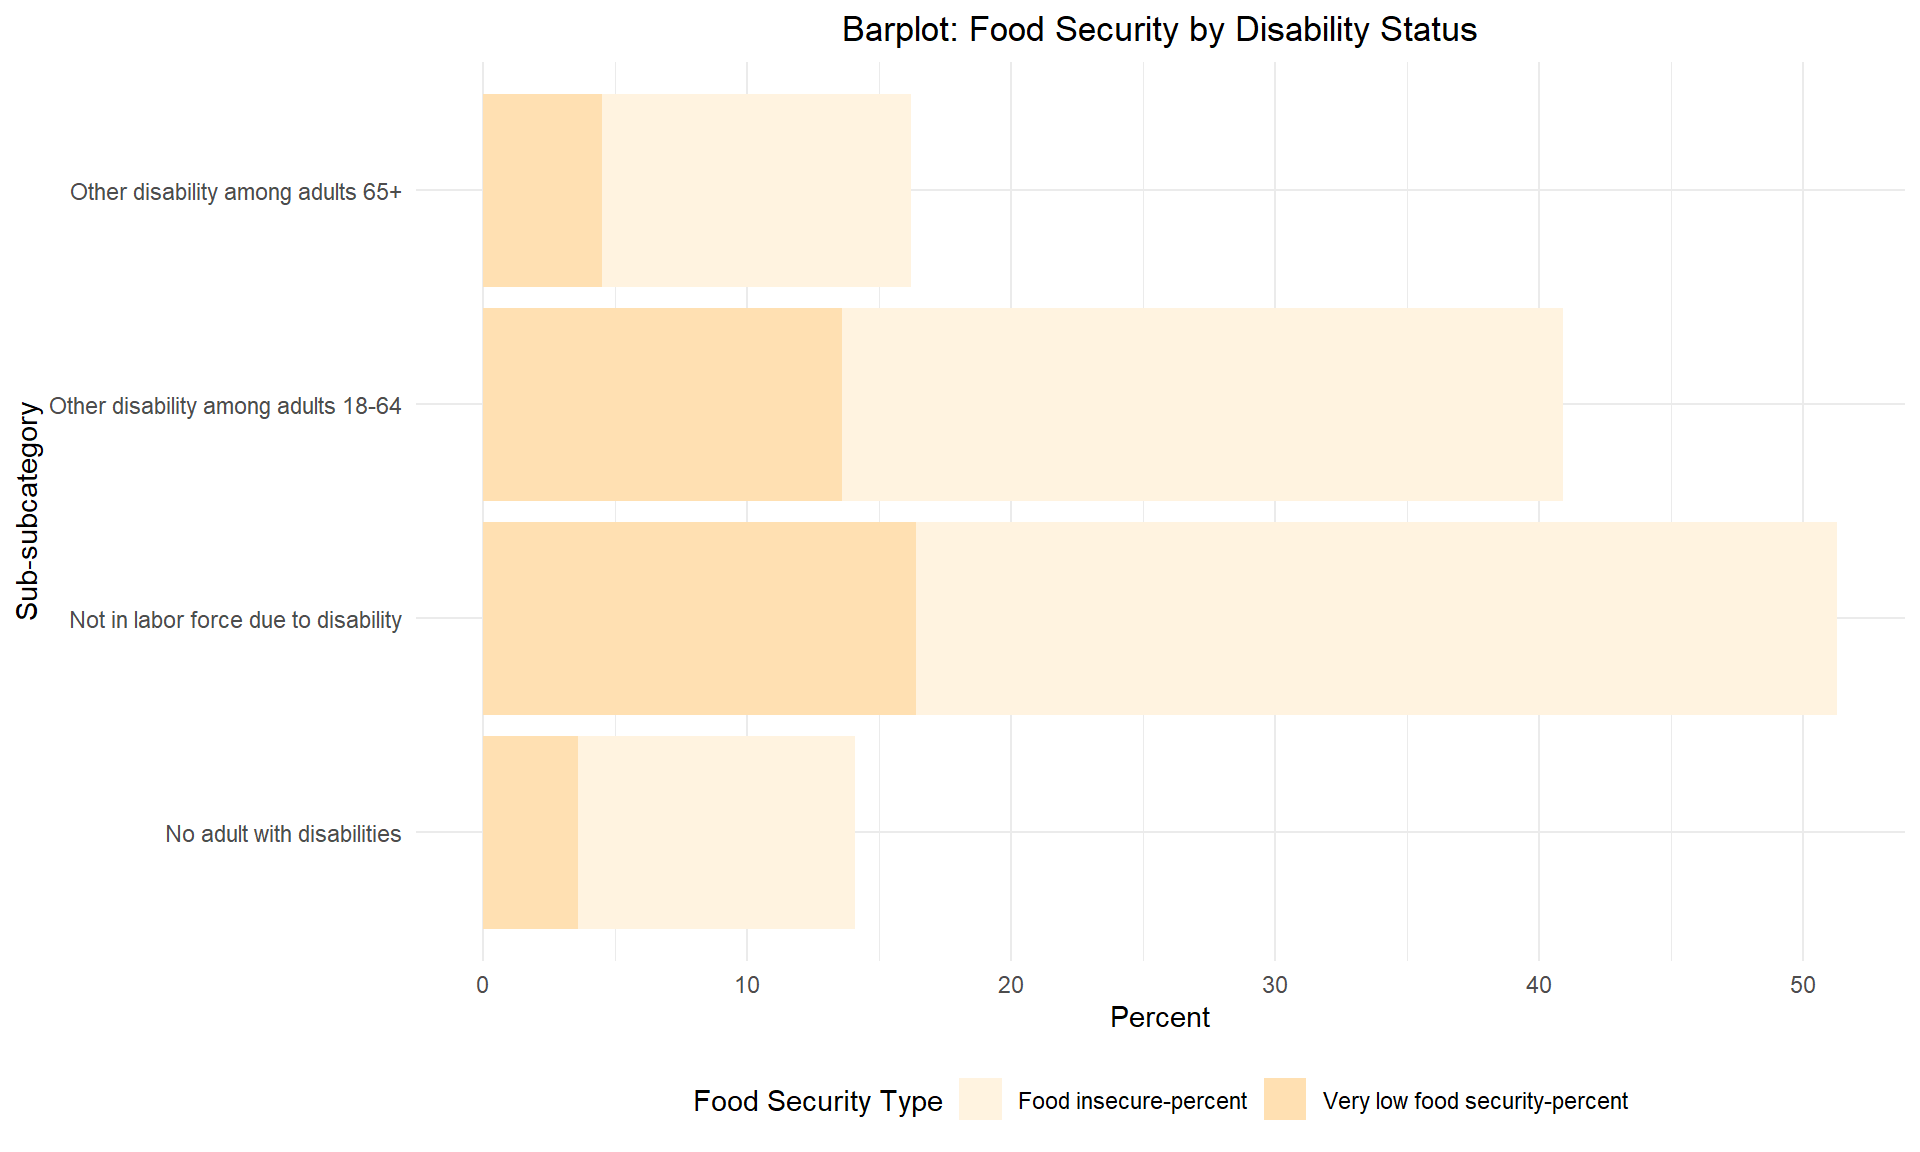 Barplot: Food Security by Disability Status
Sub-subcategory
Other disability among adults 65+
Other disability among adults 18-64
Not in labor force due to disability
No adult with disabilities
0 10 20 30 40 50
Percent
Food Security Type Food insecure-percent Very low food security-percent